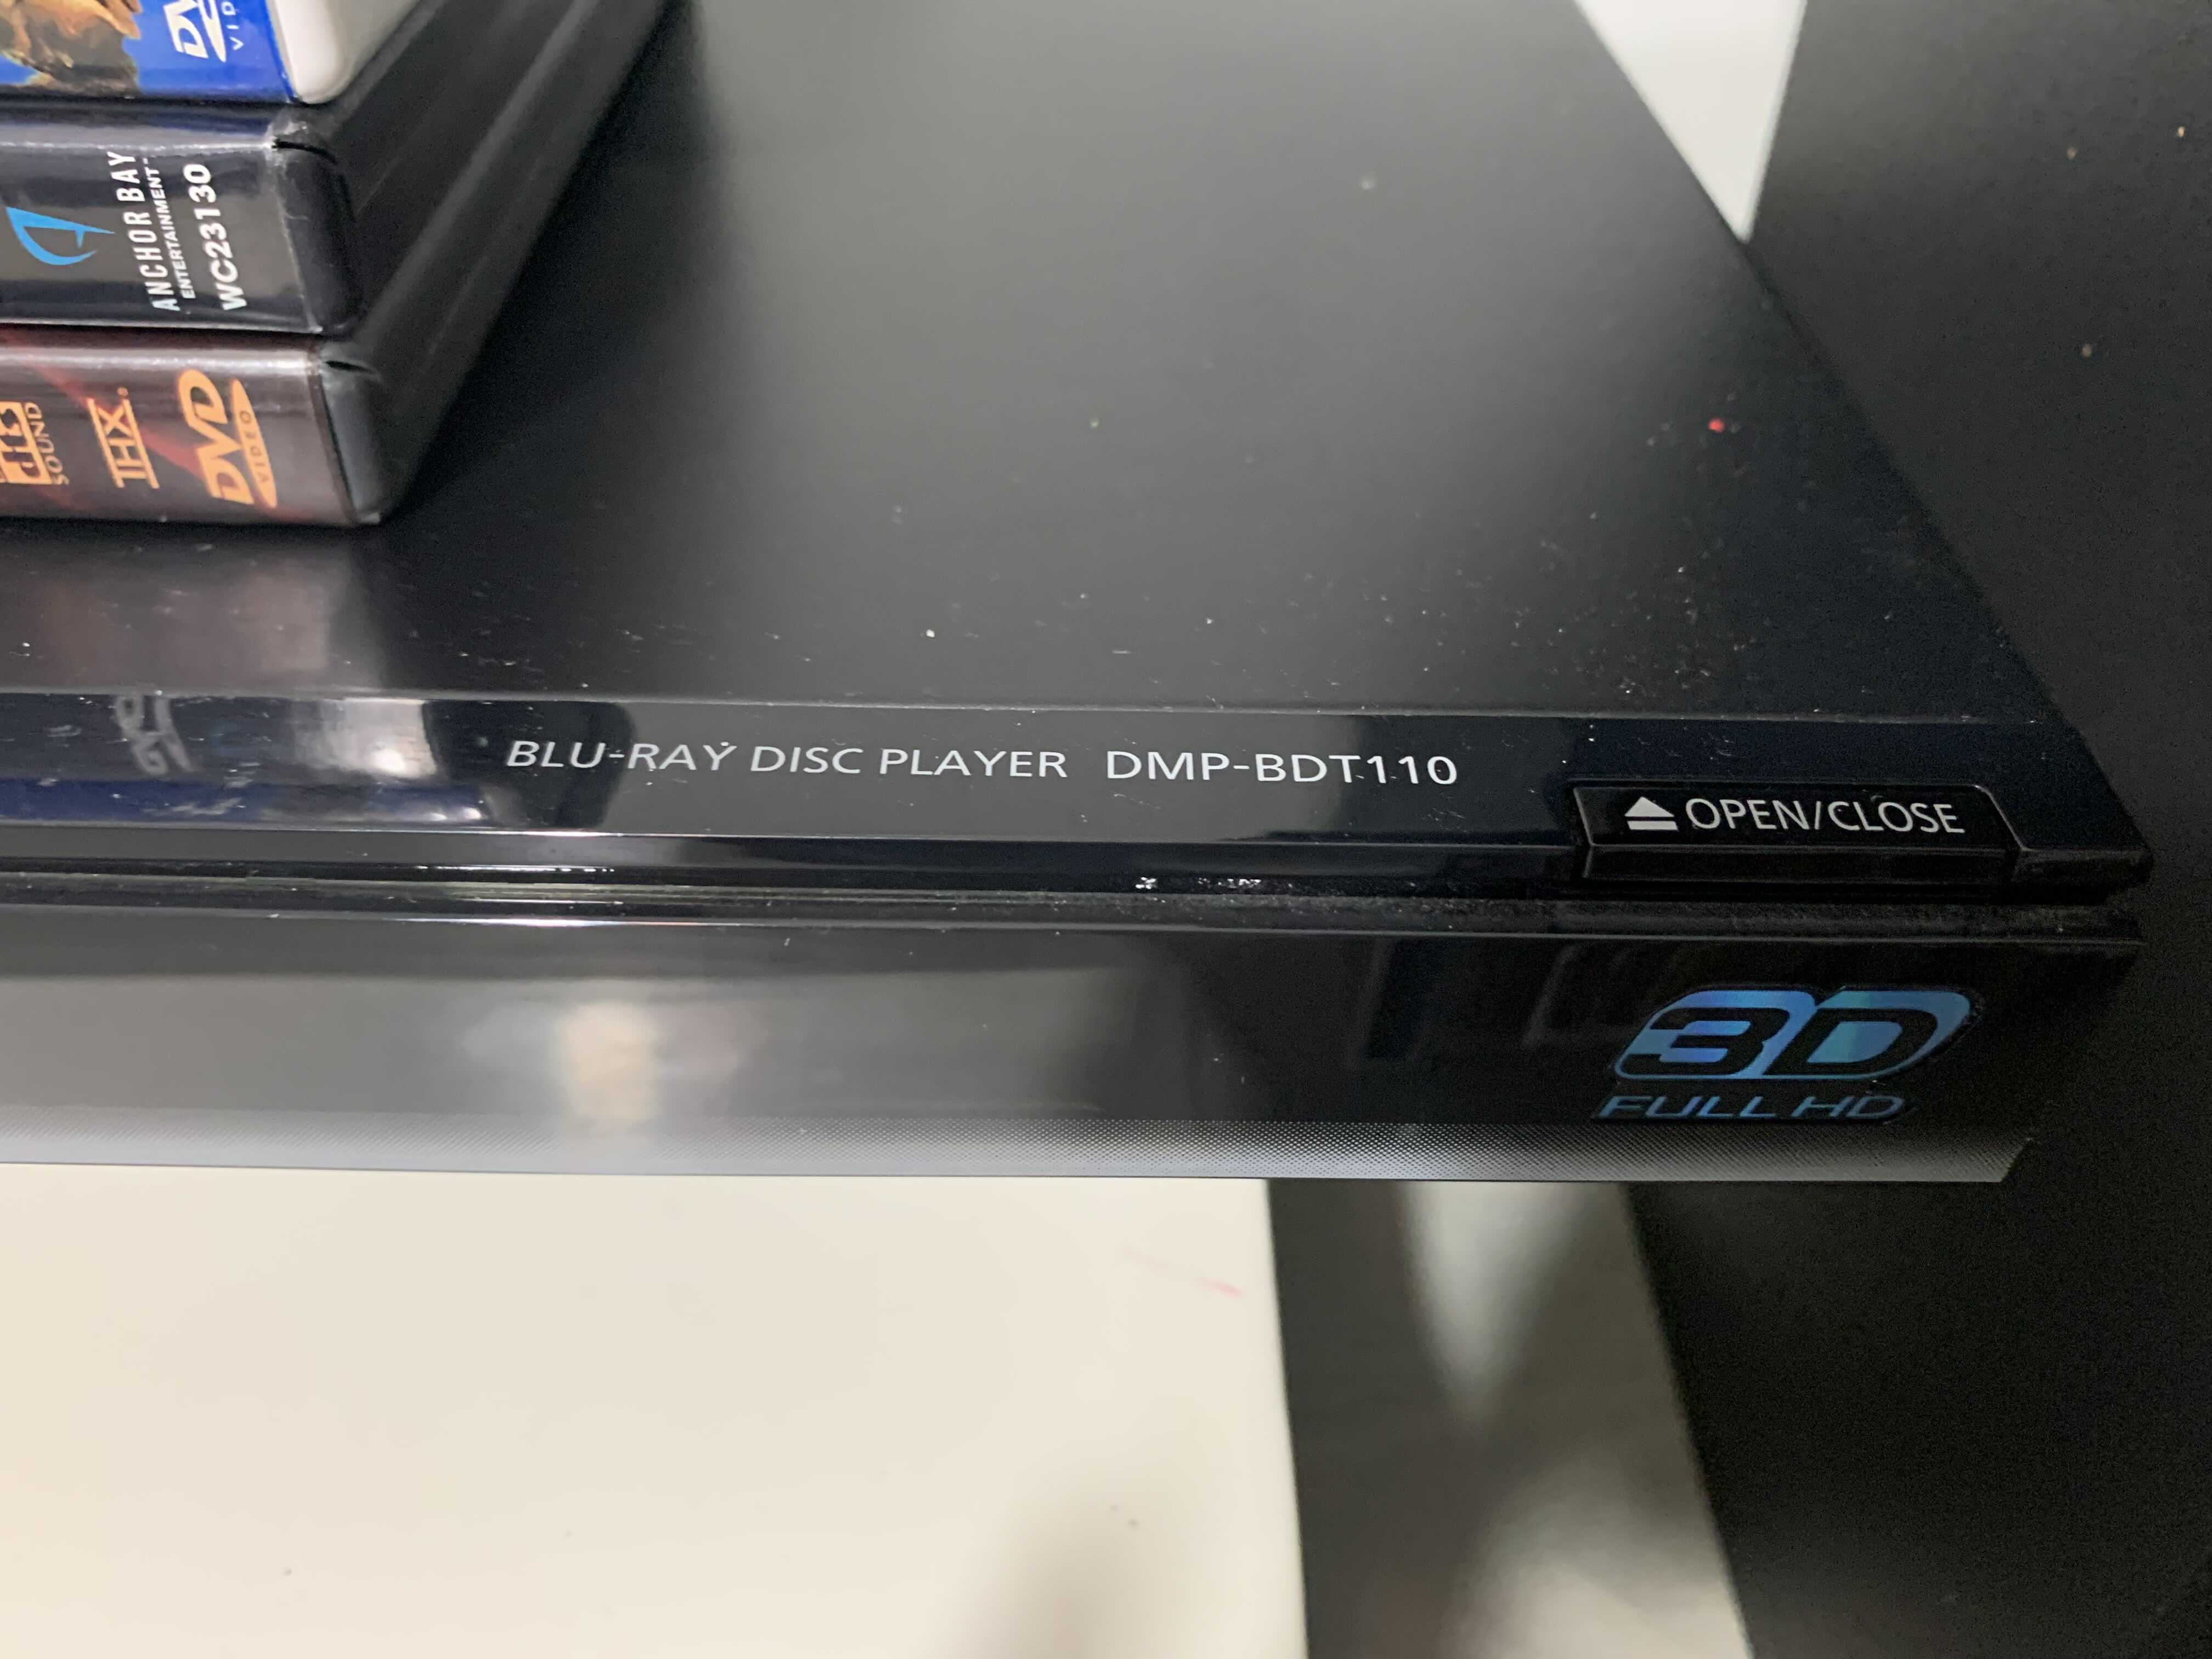 ANCHOR BAY
ENTERTAINMENT
WC23130
dts
SOUND
THX
DVD
VIDEO
BLU-RAY DISC PLAYER DMP-BDT110
OPEN/CLOSE
3D
FULL HD